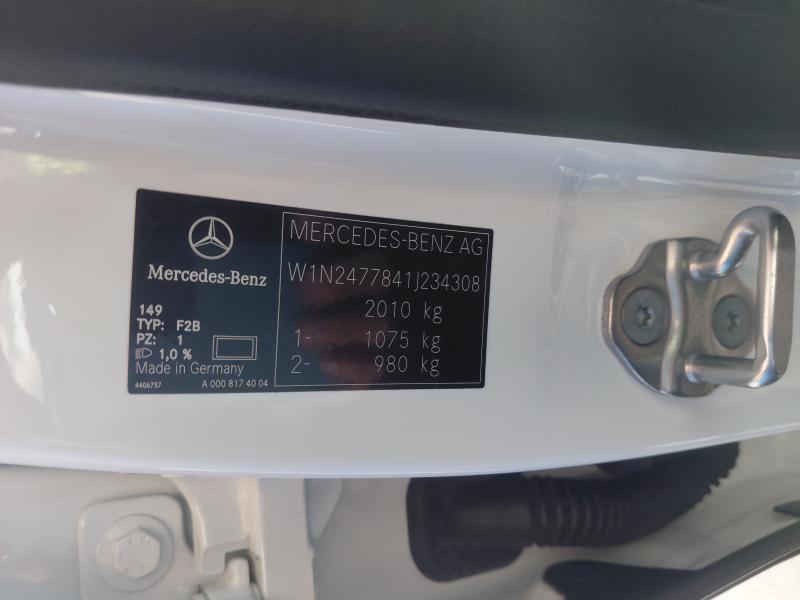 Mercedes-Benz
149
TYP: F2B
PZ: 1
1,0 %
Made in Germany
4406757 A 000 817 40 04
MERCEDES-BENZ AG
W1N2477841J234308
2010 kg
1- 1075 kg
2- 980 kg